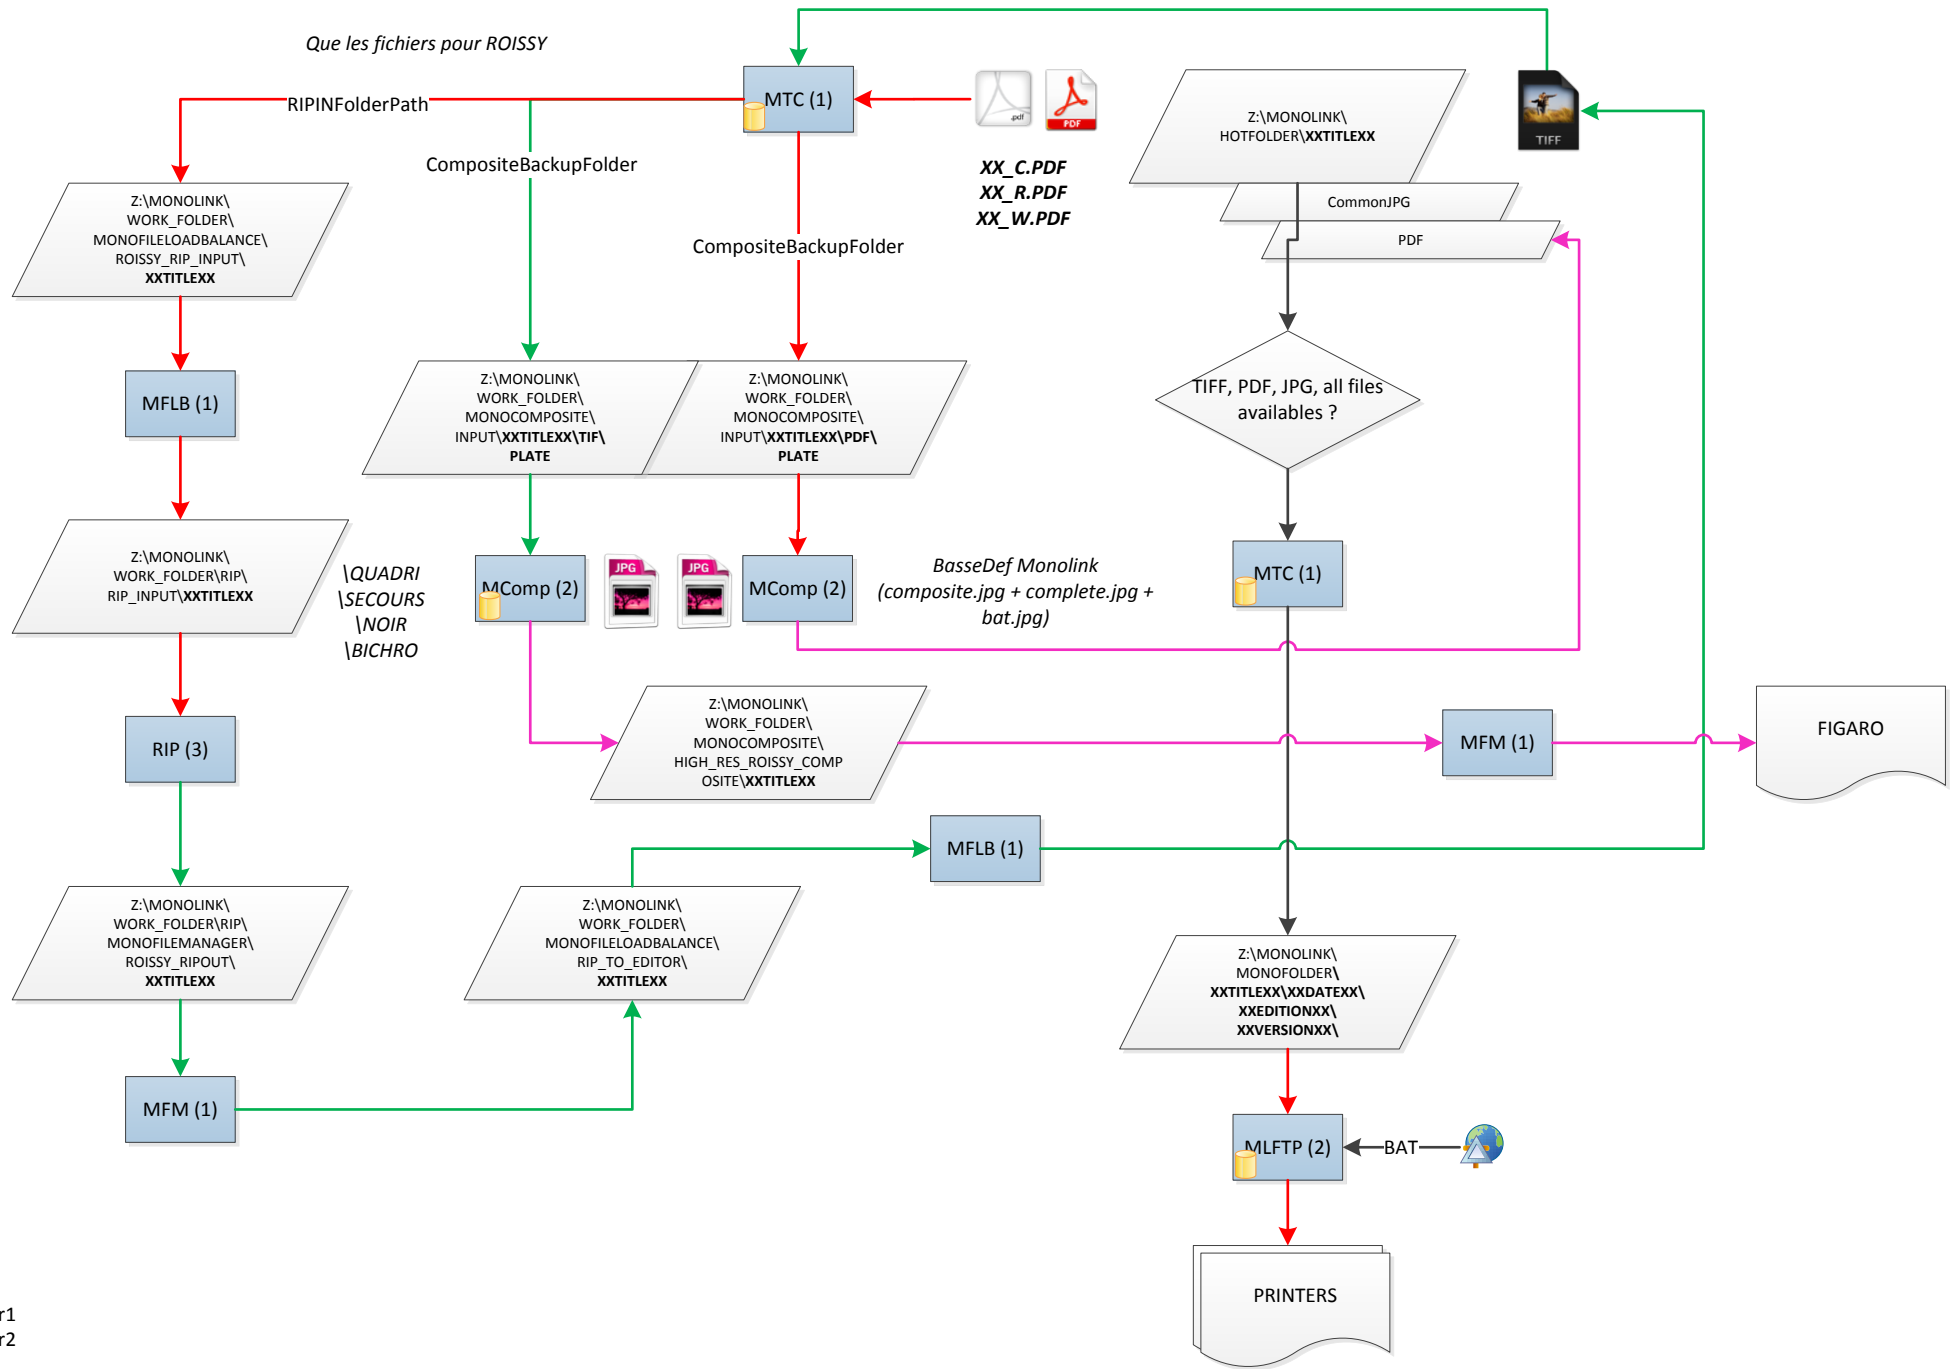 Que les fichiers pour ROISSY
RIPINFolderPath
MTC (1)
.pdf
PDF
XX_C.PDF
XX_R.PDF
XX_W.PDF
Z:\MONOLINK\
HOTFOLDER\XXTITLEXX
TIFF
CommonJPG
PDF
CompositeBackupFolder
CompositeBackupFolder
Z:\MONOLINK\
WORK_FOLDER\
MONOFILELOADBALANCE\
ROISSY_RIP_INPUT\
XXTITLEXX
MFLB (1)
Z:\MONOLINK\
WORK_FOLDER\
MONOCOMPOSITE\
INPUT\XXTITLEXX\TIF\
PLATE
Z:\MONOLINK\
WORK_FOLDER\
MONOCOMPOSITE\
INPUT\XXTITLEXX\PDF\
PLATE
TIFF, PDF, JPG, all files
availables ?
Z:\MONOLINK\
WORK_FOLDER\RIP\
RIP_INPUT\XXTITLEXX
\QUADRI
\SECOURS
\NOIR
\BICHRO
MComp (2)
JPG
JPG
MComp (2)
BasseDef Monolink
(composite.jpg + complete.jpg +
bat.jpg)
MTC (1)
RIP (3)
Z:\MONOLINK\
WORK_FOLDER\
MONOCOMPOSITE\
HIGH_RES_ROISSY_COMP
OSITE\XXTITLEXX
MFM (1)
FIGARO
MFLB (1)
Z:\MONOLINK\
WORK_FOLDER\RIP\
MONOFILEMANAGER\
ROISSY_RIPOUT\
XXTITLEXX
Z:\MONOLINK\
WORK_FOLDER\
MONOFILELOADBALANCE\
RIP_TO_EDITOR\
XXTITLEXX
Z:\MONOLINK\
MONOFOLDER\
XXTITLEXX\XXDATEXX\
XXEDITIONXX\
XXVERSIONXX\
MFM (1)
MLFTP (2)
BAT
PRINTERS
r1
r2